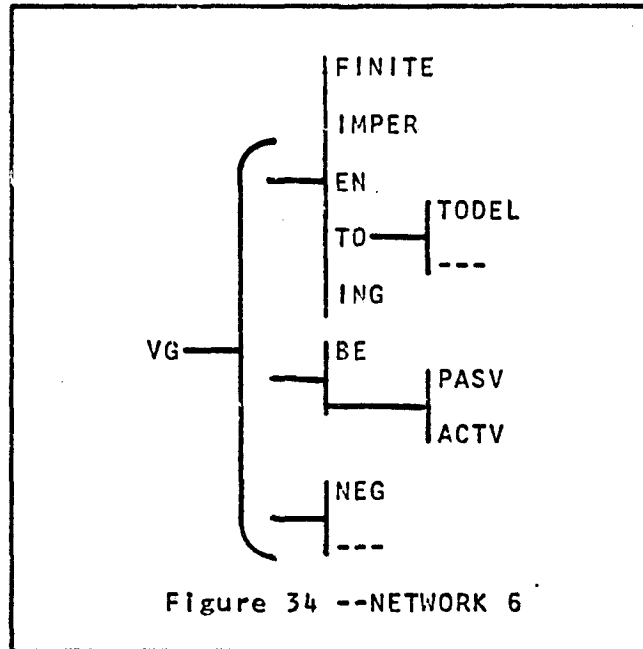 FINITE
IMPER
EN
TODEL
TO
---
ING
VG
BE
PASV
ACTV
NEG
---
Figure 34 --NETWORK 6